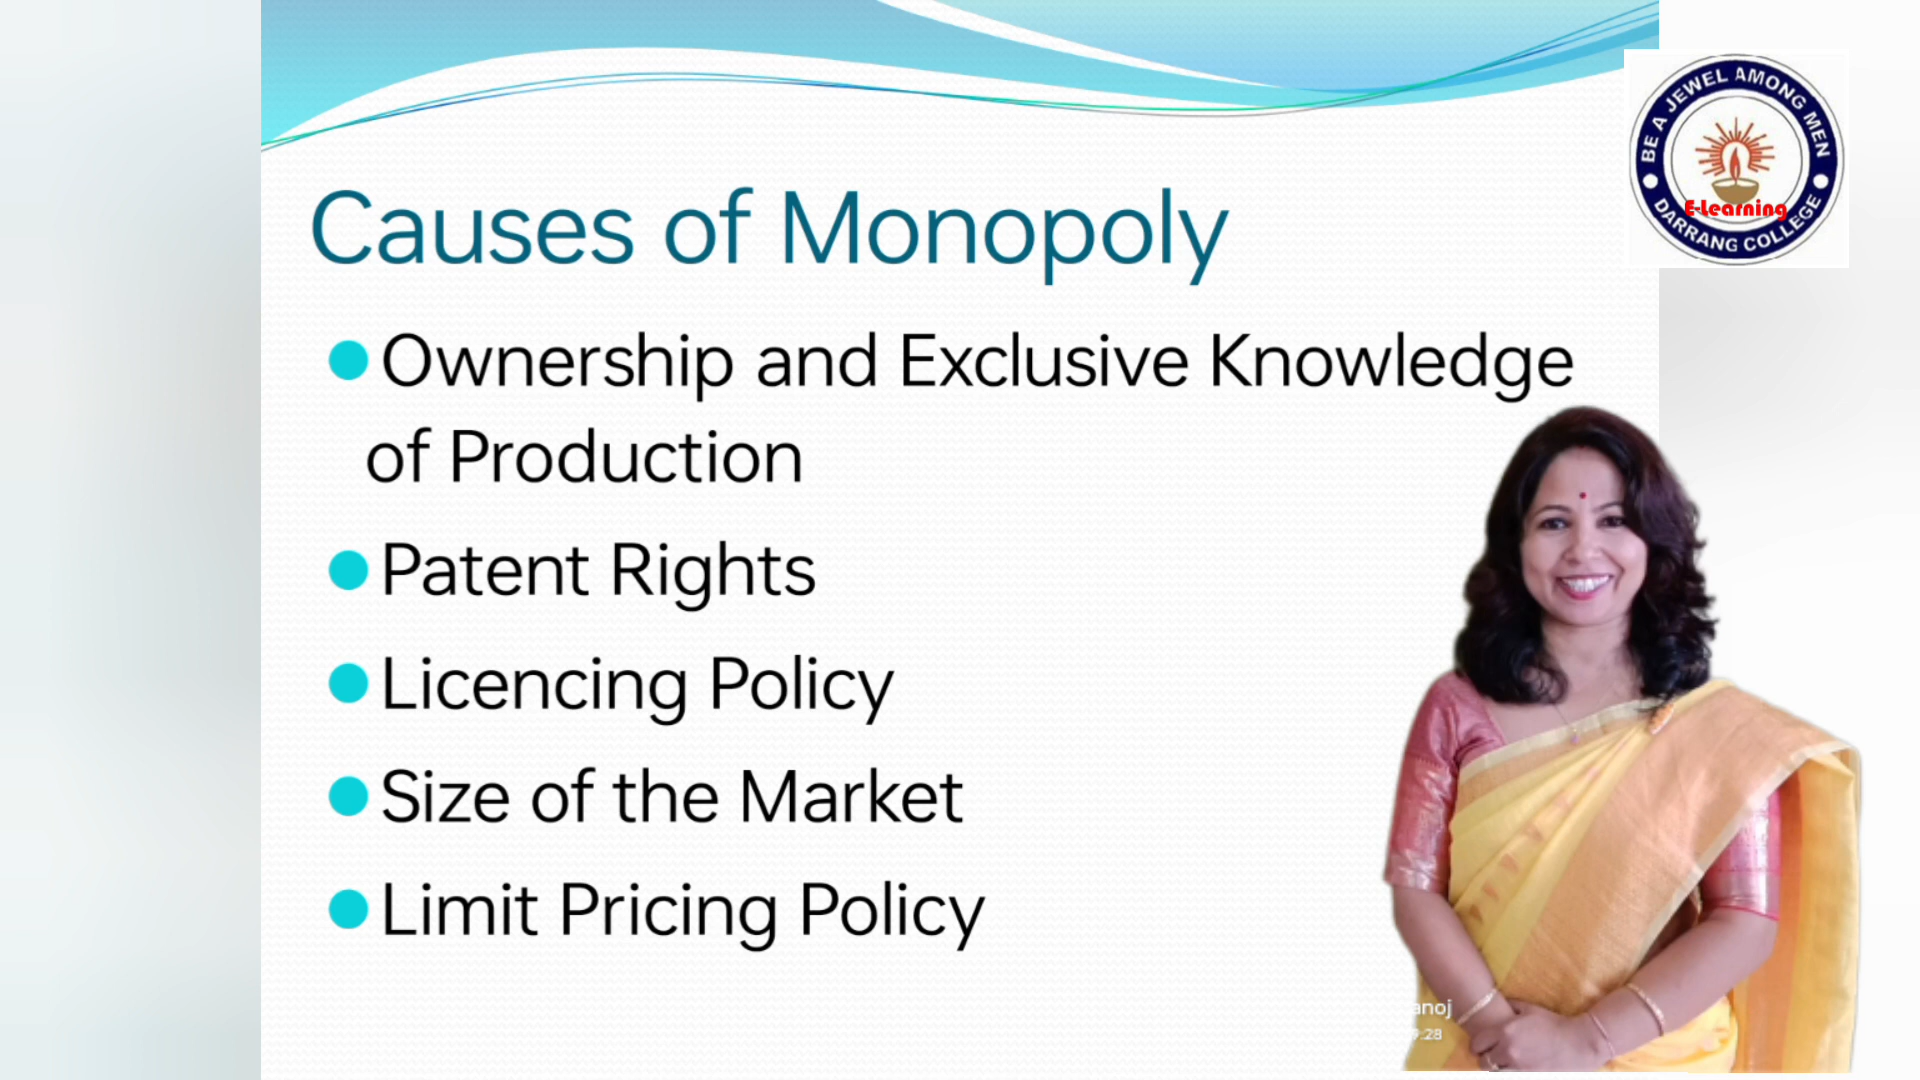 BE A JEWEL AMONG MEN
E-Learning
DARRANG COLLEGE
Causes of Monopoly
Ownership and Exclusive Knowledge
of Production
Patent Rights
Licencing Policy
Size of the Market
Limit Pricing Policy